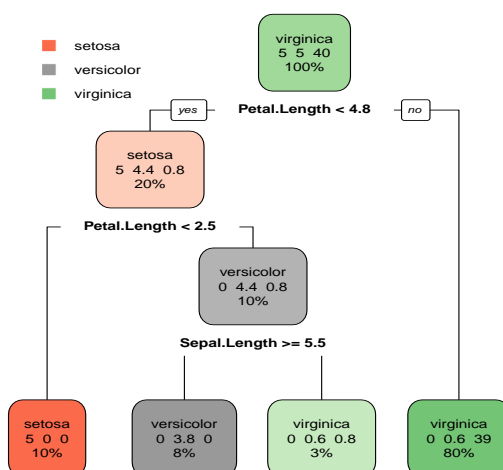 setosa
versicolor
virginica
virginica
5 5 40
100%
yes
Petal.Length < 4.8
no
setosa
5 4.4 0.8
20%
Petal.Length < 2.5
versicolor
0 4.4 0.8
10%
Sepal.Length >= 5.5
setosa
5 0 0
10%
versicolor
0 3.8 0
8%
virginica
0 0.6 0.8
3%
virginica
0 0.6 39
80%